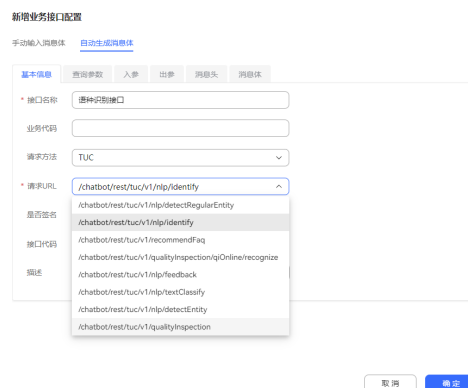 新增业务接口配置
手动输入消息体 自动生成消息体
基本信息 查询参数 入参 出参 消息头 消息体
* 接口名称 语种识别接口
业务代码
请求方法 TUC
* 请求URL /chatbot/rest/tuc/v1/nlp/identify
/chatbot/rest/tuc/v1/nlp/detectRegularEntity
是否签名
/chatbot/rest/tuc/v1/nlp/identify
接口代码 /chatbot/rest/tuc/v1/recommendFaq
/chatbot/rest/tuc/v1/qualityInspection/qiOnline/recognize
描述 /chatbot/rest/tuc/v1/nlp/feedback
/chatbot/rest/tuc/v1/nlp/textClassify
/chatbot/rest/tuc/v1/nlp/detectEntity
/chatbot/rest/tuc/v1/qualityInspection
取消 确定